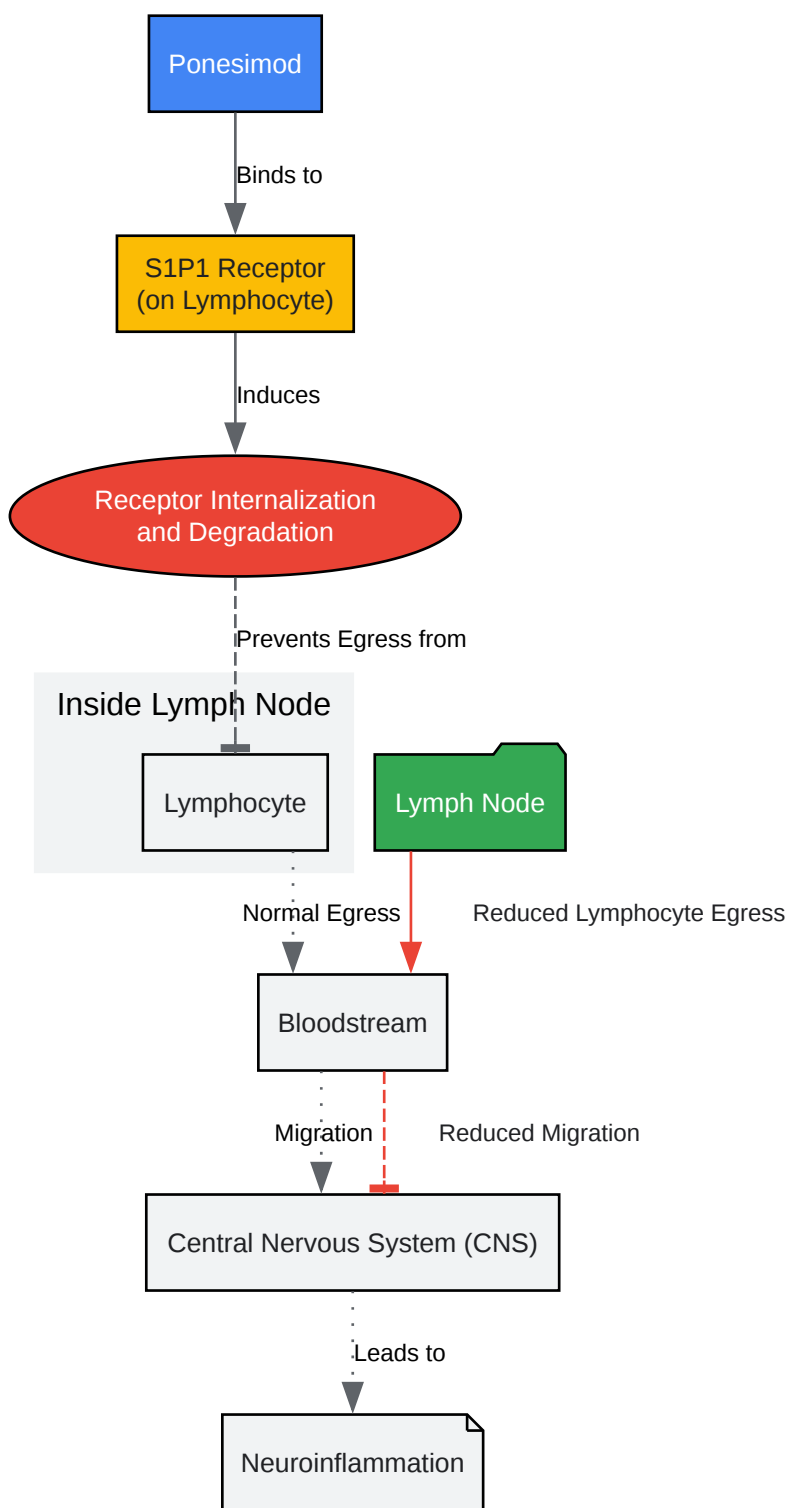 Ponesimod
Binds to
S1P1 Receptor
(on Lymphocyte)
Induces
Receptor Internalization
and Degradation
Prevents Egress from
Inside Lymph Node
Lymphocyte
Lymph Node
Normal Egress
Reduced Lymphocyte Egress
Bloodstream
Migration
Reduced Migration
Central Nervous System (CNS)
Leads to
Neuroinflammation